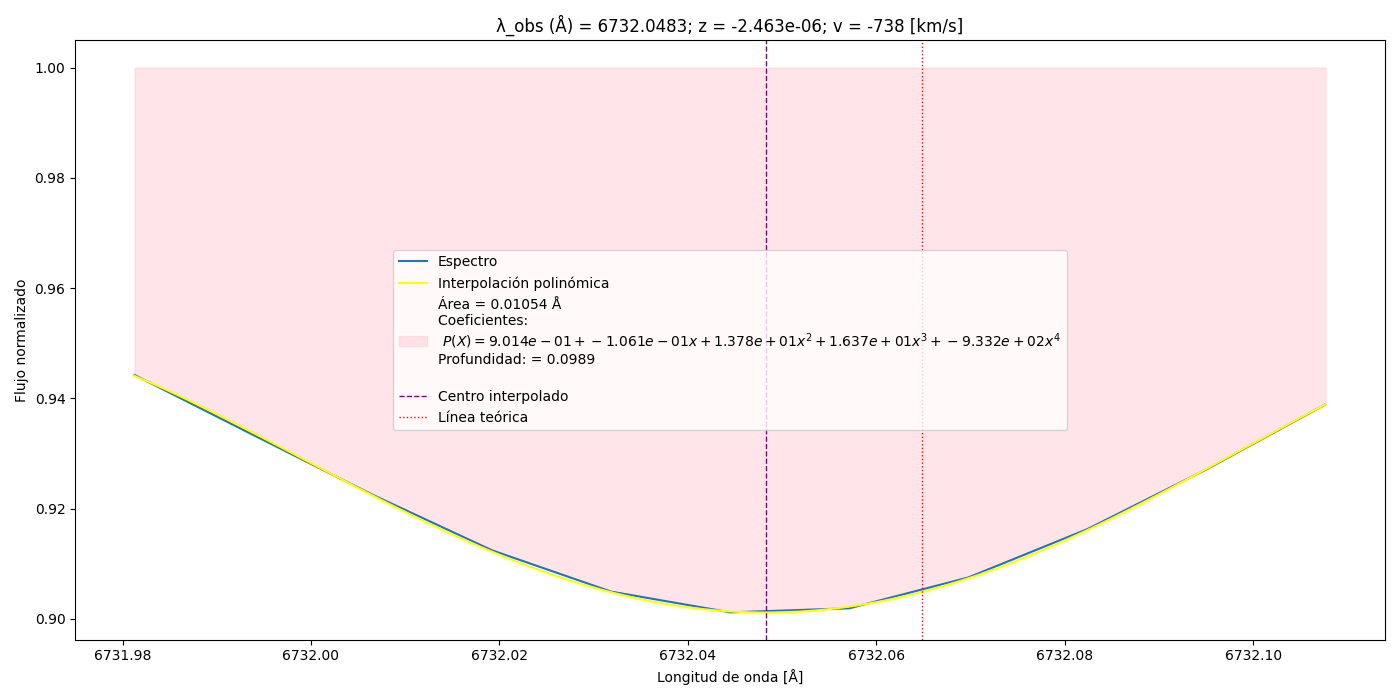 λ_obs (Å) = 6732.0483; z = -2.463e-06; v = -738 [km/s]
1.00
0.98
0.96
0.94
0.92
0.90
Flujo normalizado
Espectro
Interpolación polinómica
Área = 0.01054 Å
Coeficientes:
P(X) = 9.014e − 01 + − 1.061e − 01x + 1.378e + 01x² + 1.637e + 01x³ + − 9.332e + 02x⁴
Profundidad: = 0.0989
Centro interpolado
Línea teórica
6731.98 6732.00 6732.02 6732.04 6732.06 6732.08 6732.10
Longitud de onda [Å]